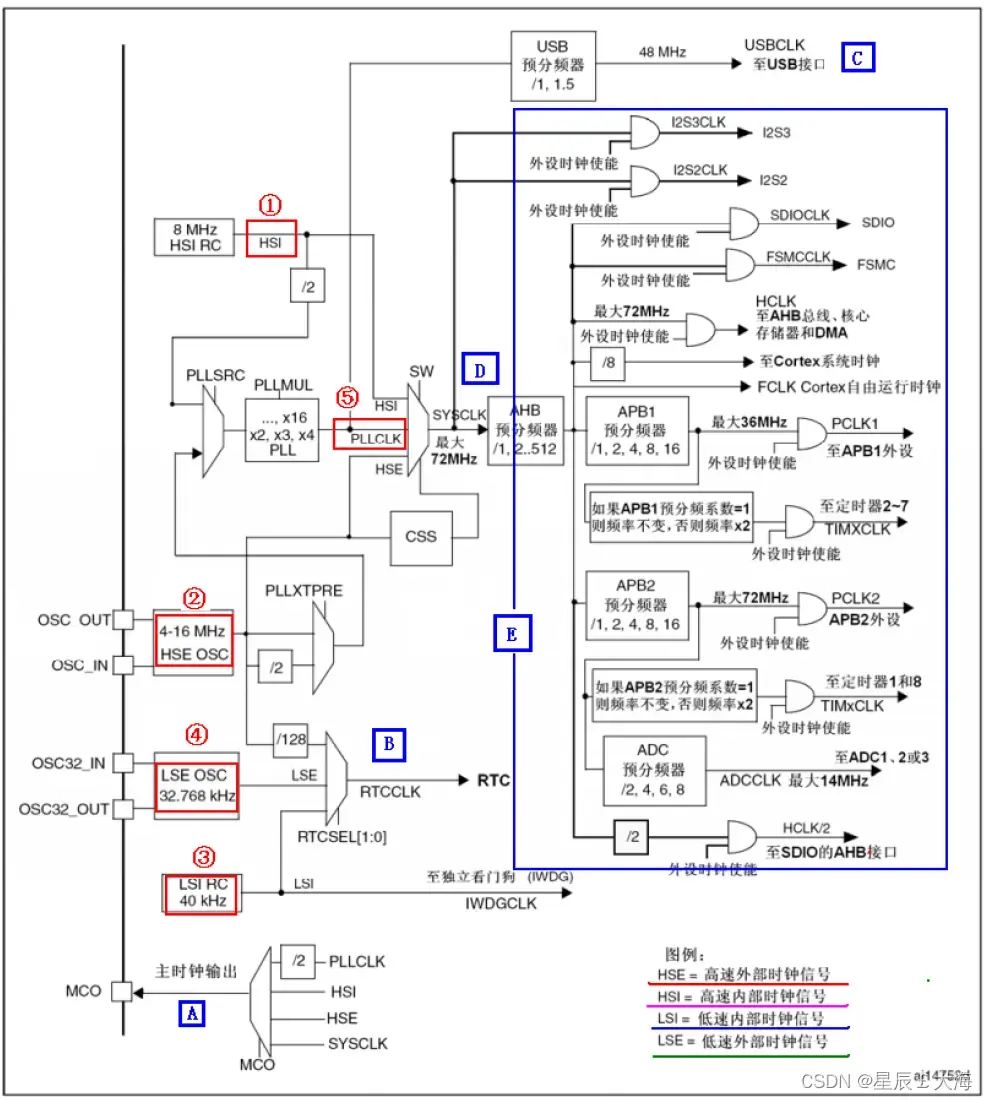 USB
预分频器
/1, 1.5
48 MHz
USBCLK
至USB接口
C
I2S3CLK
I2S3
外设时钟使能
I2S2CLK
I2S2
外设时钟使能
①
8 MHz
HSI RC
HSI
SDIOCLK
SDIO
外设时钟使能
FSMCCLK
FSMC
外设时钟使能
/2
最大72MHz
外设时钟使能
HCLK
至AHB总线、核心
存储器和DMA
/8
至Cortex系统时钟
FCLK Cortex自由运行时钟
PLLSRC
PLLMUL
..., x16
x2, x3, x4
PLL
⑤
PLLCLK
SW
HSI
HSE
D
SYSCLK
最大
72MHz
AHB
预分频器
/1, 2..512
APB1
预分频器
/1, 2, 4, 8, 16
最大36MHz
外设时钟使能
PCLK1
至APB1外设
如果APB1预分频系数=1
则频率不变,否则频率x2
至定时器2~7
TIMXCLK
外设时钟使能
CSS
PLLXTPRE
②
OSC_OUT
4-16 MHz
HSE OSC
OSC_IN
/2
E
APB2
预分频器
/1, 2, 4, 8, 16
最大72MHz
外设时钟使能
PCLK2
APB2外设
如果APB2预分频系数=1
则频率不变,否则频率x2
至定时器1和8
TIMxCLK
外设时钟使能
④
/128
B
OSC32_IN
LSE OSC
32.768 kHz
OSC32_OUT
LSE
RTCCLK
RTC
RTCSEL[1:0]
ADC
预分频器
/2, 4, 6, 8
至ADC1、2或3
ADCCLK 最大14MHz
/2
HCLK/2
至SDIO的AHB接口
外设时钟使能
③
LSI RC
40 kHz
LSI
至独立看门狗 (IWDG)
IWDGCLK
主时钟输出
MCO
A
/2
PLLCLK
HSI
HSE
SYSCLK
MCO
图例:
HSE = 高速外部时钟信号
HSI = 高速内部时钟信号
LSI = 低速内部时钟信号
LSE = 低速外部时钟信号
CSDN @星辰
大海